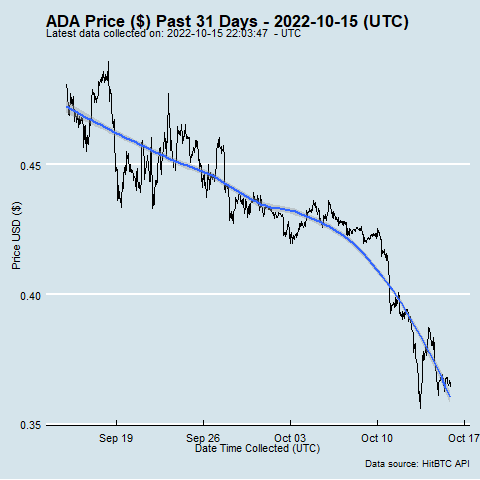 ADA Price ($) Past 31 Days - 2022-10-15 (UTC)
Latest data collected on: 2022-10-15 22:03:47 - UTC
Price USD ($)
0.45
0.40
0.35
Sep 19 Sep 26 Oct 03 Oct 10 Oct 17
Date Time Collected (UTC)
Data source: HitBTC API